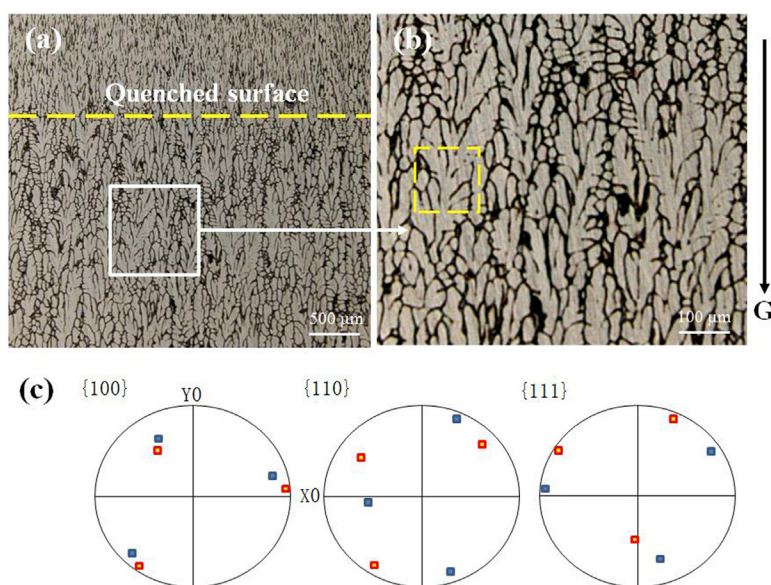 (a)
(b)
Quenched surface
500 μm
100 μm
G
(c)
{100}
Y0
{110}
X0
{111}